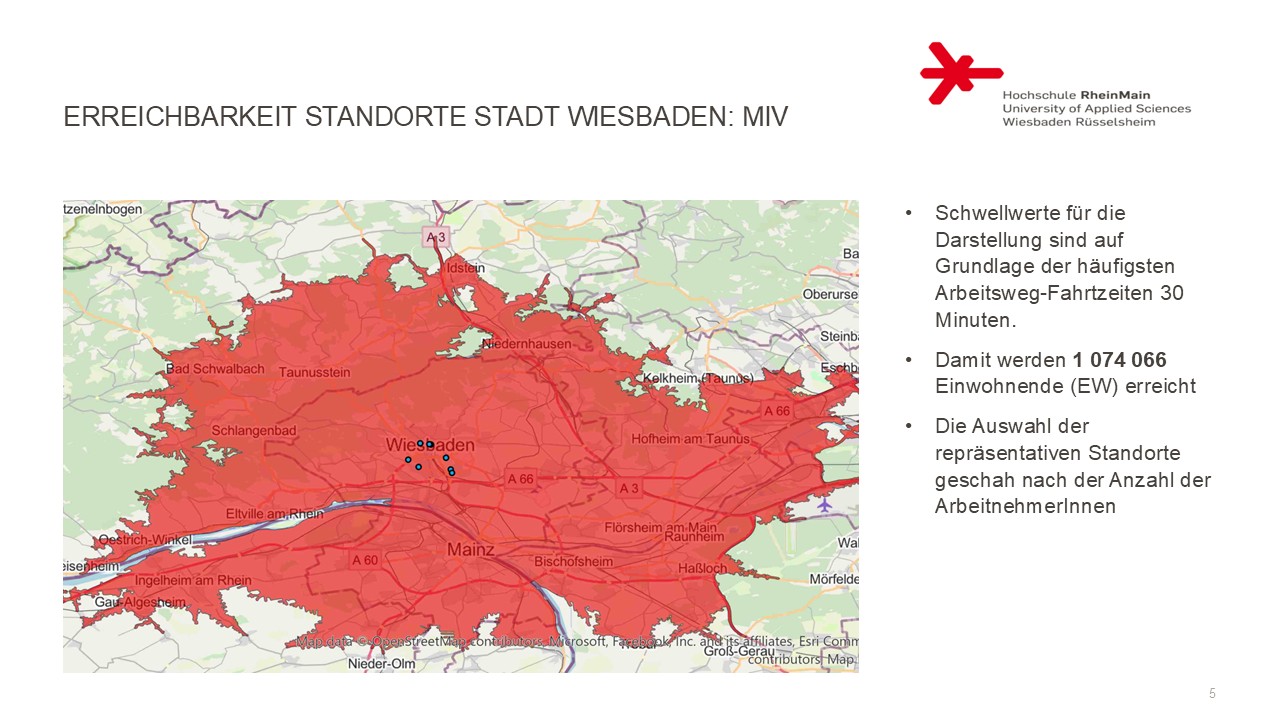 Hochschule RheinMain
University of Applied Sciences
Wiesbaden Rüsselsheim
ERREICHBARKEIT STANDORTE STADT WIESBADEN: MIV
tzenelnbogen
A 3
Idstein
Ba
Oberurse
Niedernhausen
Steinba
Bad Schwalbach
Taunusstein
Kelkheim (Taunus)
Eschb
A 66
Schlangenbad
Wiesbaden
Hofheim am Taunus
A 66
A 3
Eltville am Rhein
Flörsheim am Main
Raunheim
Oestrich-Winkel
Mainz
Wal
A 60
Bischofsheim
eisenheim
Haßloch
Ingelheim am Rhein
Mörfelde
Gau-Algesheim
Map data © OpenStreetMap contributors, Microsoft, Facebook, Inc. and its affiliates, Esri Comm
Trebur
Groß-Gerau
contributors, Map
Nieder-Olm
• Schwellwerte für die
Darstellung sind auf
Grundlage der häufigsten
Arbeitsweg-Fahrtzeiten 30
Minuten.
• Damit werden 1 074 066
Einwohnende (EW) erreicht
• Die Auswahl der
repräsentativen Standorte
geschah nach der Anzahl der
ArbeitnehmerInnen
5